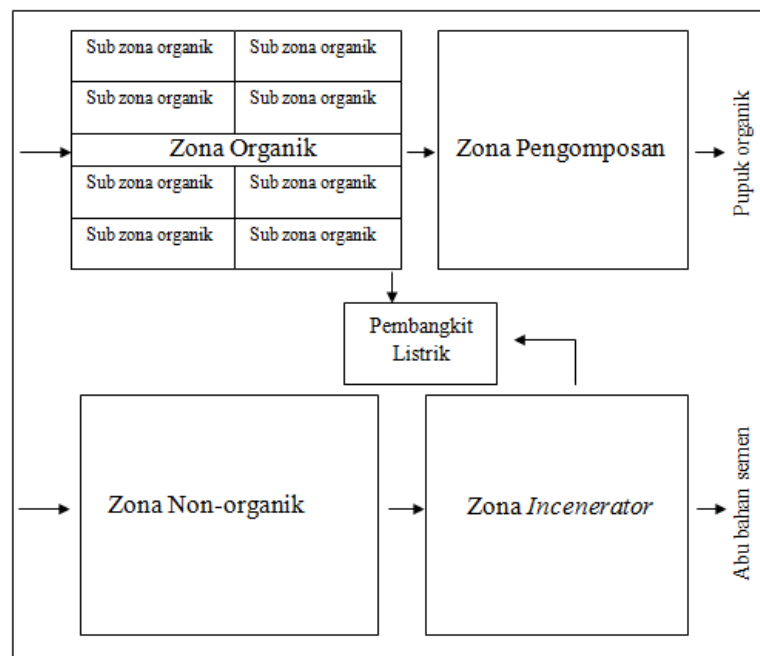 Sub zona organik
Sub zona organik
Sub zona organik
Sub zona organik
Zona Organik
Sub zona organik
Sub zona organik
Sub zona organik
Sub zona organik
Zona Pengomposan
Pupuk organik
Pembangkit
Listrik
Zona Non-organik
Zona Incenerator
Abu bahan semen